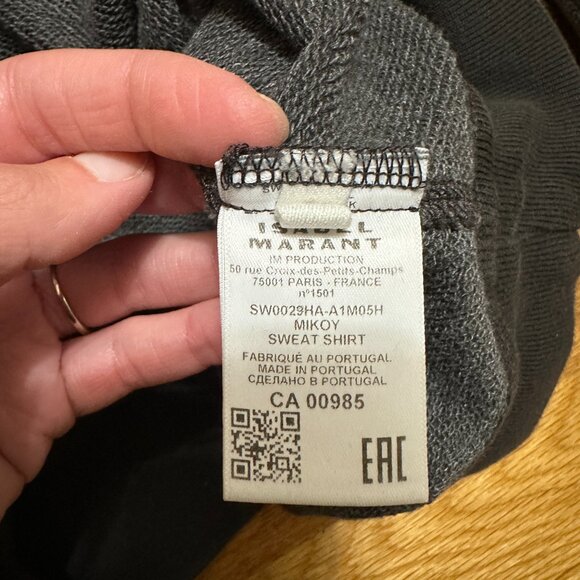 ISABEL
MARANT
IM PRODUCTION
50 rue Croix-des-Petits-Champs
75001 PARIS - FRANCE
n°1501
SW0029HA-A1M05H
MIKOY
SWEAT SHIRT
FABRIQUÉ AU PORTUGAL
MADE IN PORTUGAL
СДЕЛАНО В PORTUGAL
CA 00985
EAC